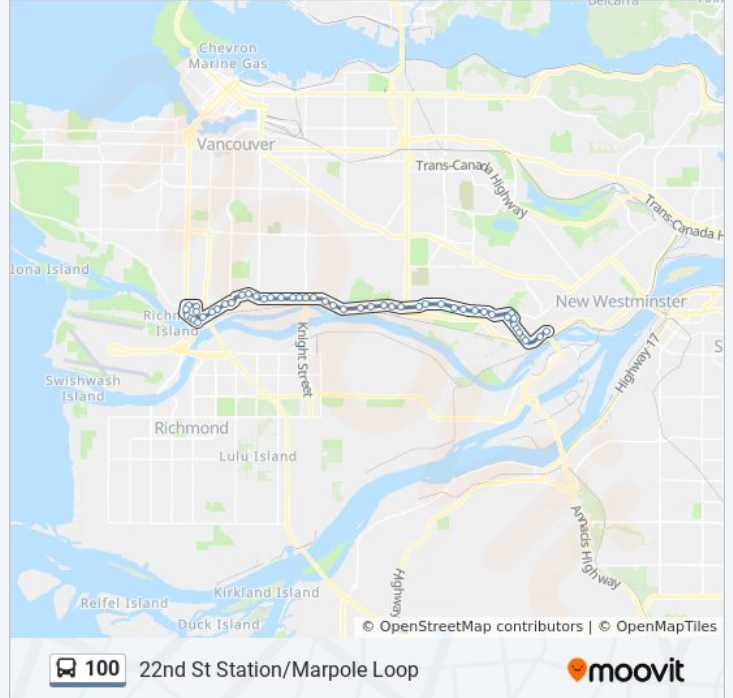 Belcarra
Chevron
Marine Gas
Vancouver
Trans-Canada Highway
Trans-Canada H
Iona Island
Richm
Island
New Westminster
Knight Street
Highway 17
S
Swishwash
Island
Richmond
Lulu Island
Annacis Highway
Highway
Kirkland Island
Reifel Island
Duck Island
© OpenStreetMap contributors | © OpenMapTiles
100 22nd St Station/Marpole Loop
moovit